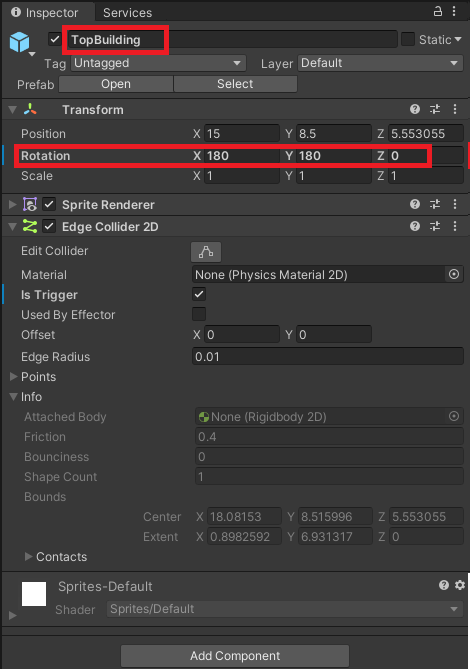 Inspector Services
TopBuilding Static
Tag Untagged Layer Default
Prefab Open Select
Transform
Position X 15 Y 8.5 Z 5.553055
Rotation X 180 Y 180 Z 0
Scale X 1 Y 1 Z 1
Sprite Renderer
Edge Collider 2D
Edit Collider
Material None (Physics Material 2D)
Is Trigger
Used By Effector
Offset X 0 Y 0
Edge Radius 0.01
Points
Info
Attached Body None (Rigidbody 2D)
Friction 0.4
Bounciness 0
Shape Count 1
Bounds
Center X 18.08153 Y 8.515996 Z 5.553055
Extent X 0.8982592 Y 6.931317 Z 0
Contacts
Sprites-Default
Shader Sprites/Default
Add Component